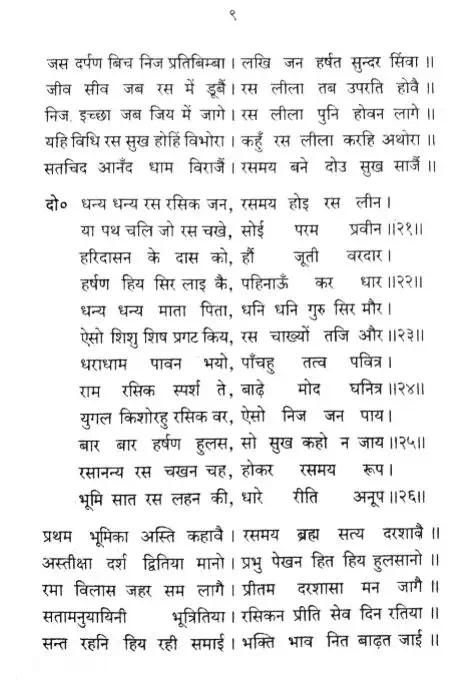 ९
जस दर्पण बिच निज प्रतिबिम्बा । लखि जन हर्षत सुन्दर सिंवा ॥
जीव सीव जब रस में डूबैं । रस लीला तब उपरति होवै ॥
निज इच्छा जब जिय में जागे । रस लीला पुनि होवन लागे ॥
यहि विधि रस सुख होहिं विभोरा । कहुँ रस लीला करहि अथोरा ॥
सतचिद आनँद धाम विराजैं । रसमय बने दोउ सुख साजैं ॥
दो० धन्य धन्य रस रसिक जन, रसमय होइ रस लीन ।
या पथ चलि जो रस चखे, सोई परम प्रवीन ॥२१॥
हरिदासन के दास को, हौं जूती वरदार ।
हर्षण हिय सिर लाइ कै, पहिनाऊँ कर धार ॥२२॥
धन्य धन्य माता पिता, धनि धनि गुरु सिर मौर ।
ऐसो शिशु शिष प्रगट किय, रस चाख्यों तजि और ॥२३॥
धराधाम पावन भयो, पाँचहु तत्व पवित्र ।
राम रसिक स्पर्श ते, बाढ़े मोद घनित्र ॥२४॥
युगल किशोरहु रसिक वर, ऐसो निज जन पाय ।
बार बार हर्षण हुलस, सो सुख कहो न जाय ॥२५॥
रसानन्य रस चखन चह, होकर रसमय रूप ।
भूमि सात रस लहन की, धारे रीति अनूप ॥२६॥
प्रथम भूमिका अस्ति कहावै । रसमय ब्रह्म सत्य दरशावै ॥
अस्तीक्षा दर्श द्वितिया मानो । प्रभु पेखन हित हिय हुलसानो ॥
रमा विलास जहर सम लागै । प्रीतम दरशासा मन जागै ॥
सतामनुयायिनी भूत्रितिया । रसिकन प्रीति सेव दिन रतिया ॥
सन्त रहनि हिय रही समाई । भक्ति भाव नित बाढ़त जाई ॥